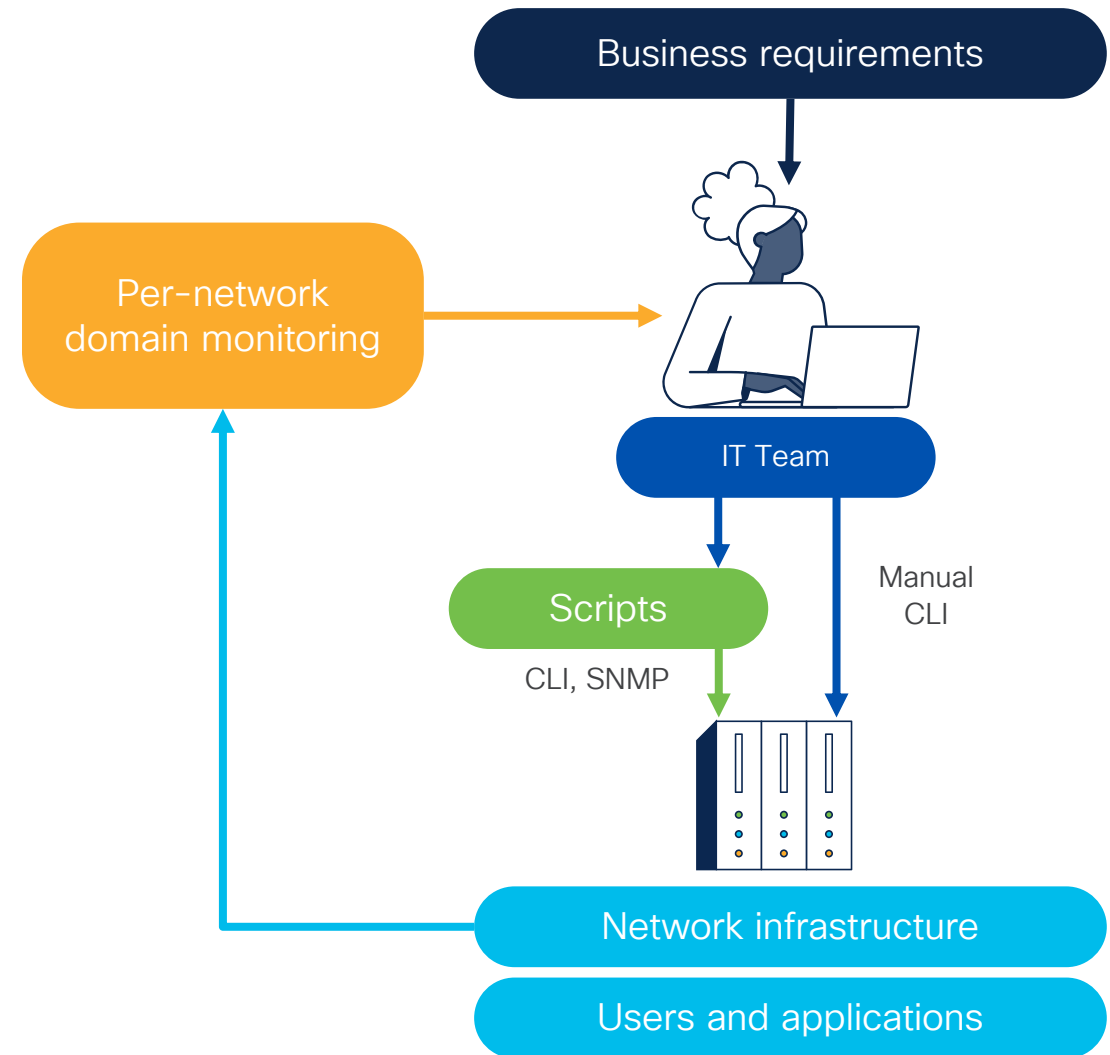 Business requirements
Per-network
domain monitoring
IT Team
Manual
CLI
Scripts
CLI, SNMP
Network infrastructure
Users and applications